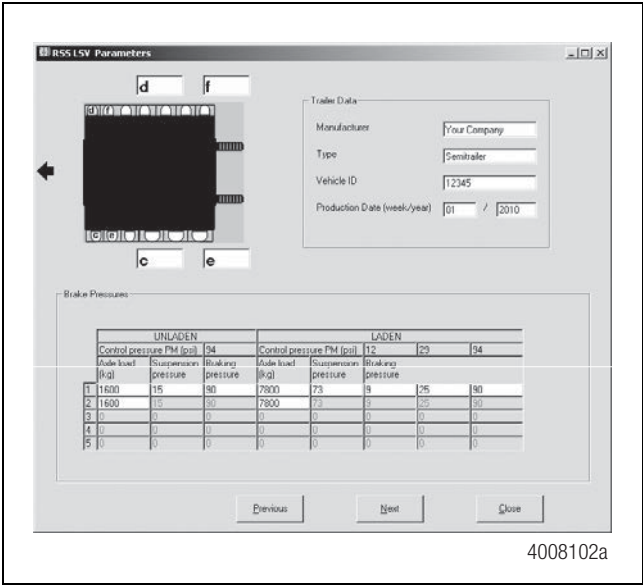 RSS LSV Parameters
d f
d f
c e
c e
Trailer Data
Manufacturer Your Company
Type Semitrailer
Vehicle ID 12345
Production Date (week/year) 01 / 2010
Brake Pressures
UNLADEN LADEN
Control pressure PM (psi) 94 Control pressure PM (psi) 12 29 94
Axle load (kg) Suspension pressure Braking pressure Axle load (kg) Suspension pressure Braking pressure
1 1600 15 90 7800 73 9 25 90
2 1600 15 90 7800 73 9 25 90
3 0 0 0 0 0 0 0 0
4 0 0 0 0 0 0 0 0
5 0 0 0 0 0 0 0 0
Previous Next Close
4008102a